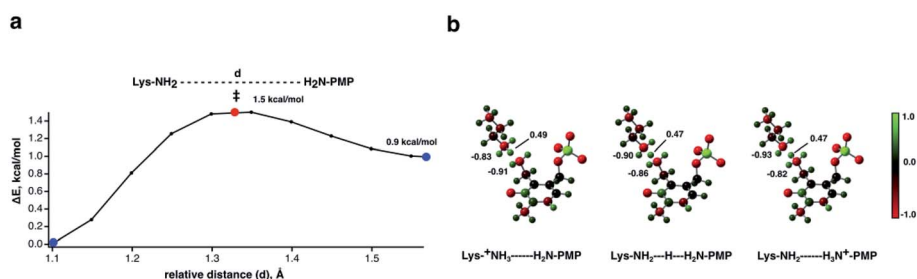 a
d
Lys-NH2 ---------------- H2N-PMP
‡
1.5 kcal/mol
0.9 kcal/mol
ΔE, kcal/mol
1.4
1.2
1.0
0.8
0.6
0.4
0.2
0.0
1.1 1.2 1.3 1.4 1.5
relative distance (d), Å
b
0.49
-0.83
-0.91
Lys-+NH3------H2N-PMP
0.47
-0.90
-0.86
Lys-NH2---H---H2N-PMP
0.47
-0.93
-0.82
Lys-NH2------H3N+-PMP
1.0
0.0
-1.0